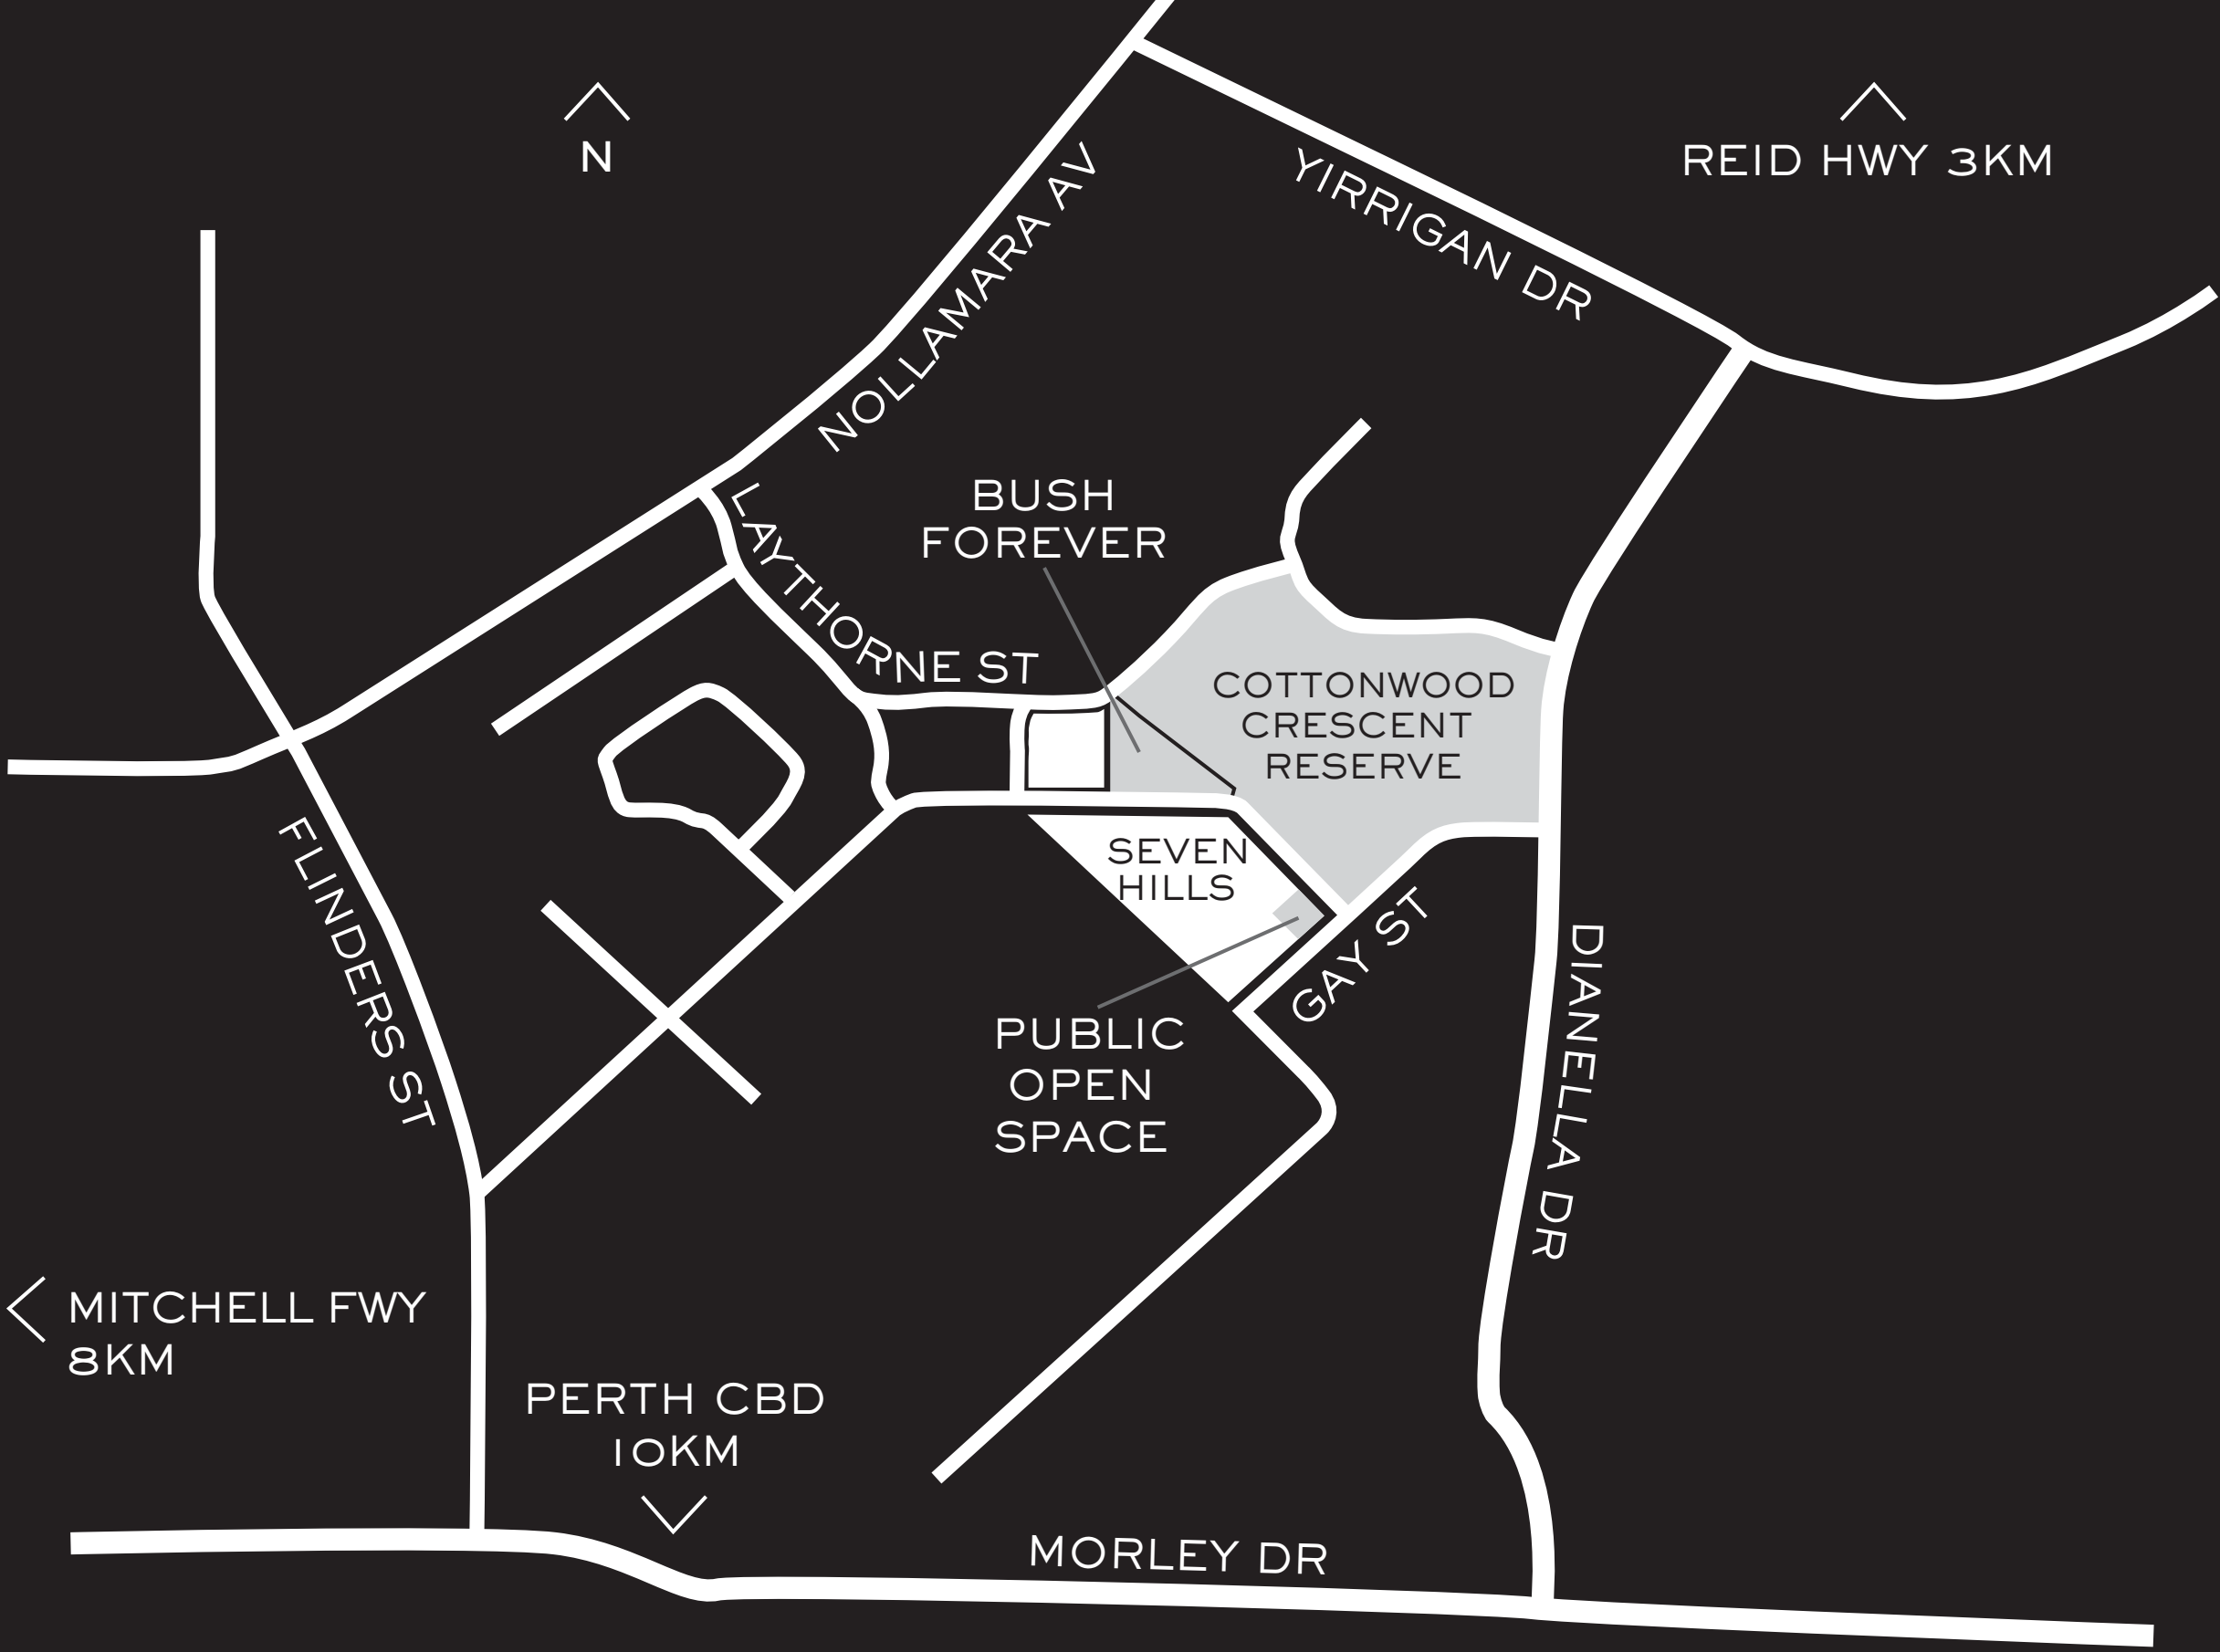 N
REID HWY 3KM
YIRRIGAN DR
NOLLAMARA AV
LAYTHORNE ST
BUSH
FOREVER
COTTONWOOD
CRESCENT
RESERVE
SEVEN
HILLS
FLINDERS ST
GAY ST
DIANELLA DR
PUBLIC
OPEN
SPACE
MITCHELL FWY
8KM
PERTH CBD
10KM
MORLEY DR